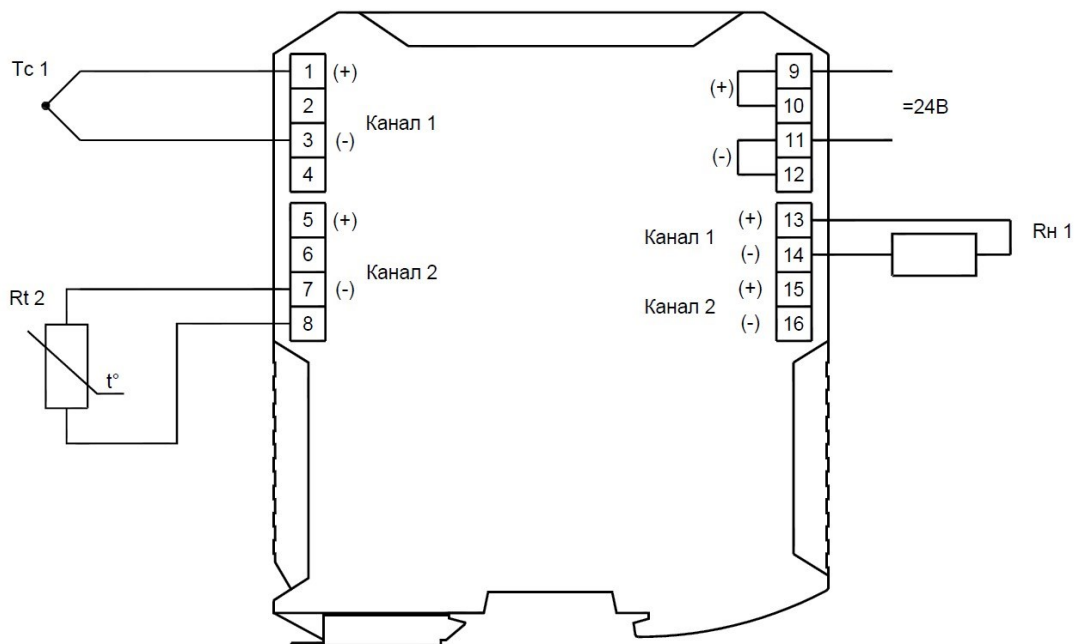 Tc 1
1 (+)
2
Канал 1
3 (-)
4
5 (+)
6
Канал 2
7 (-)
8
Rt 2
t°
9
(+)
10
=24В
11
(-)
12
Канал 1
(+) 13
(-) 14
Rн 1
Канал 2
(+) 15
(-) 16